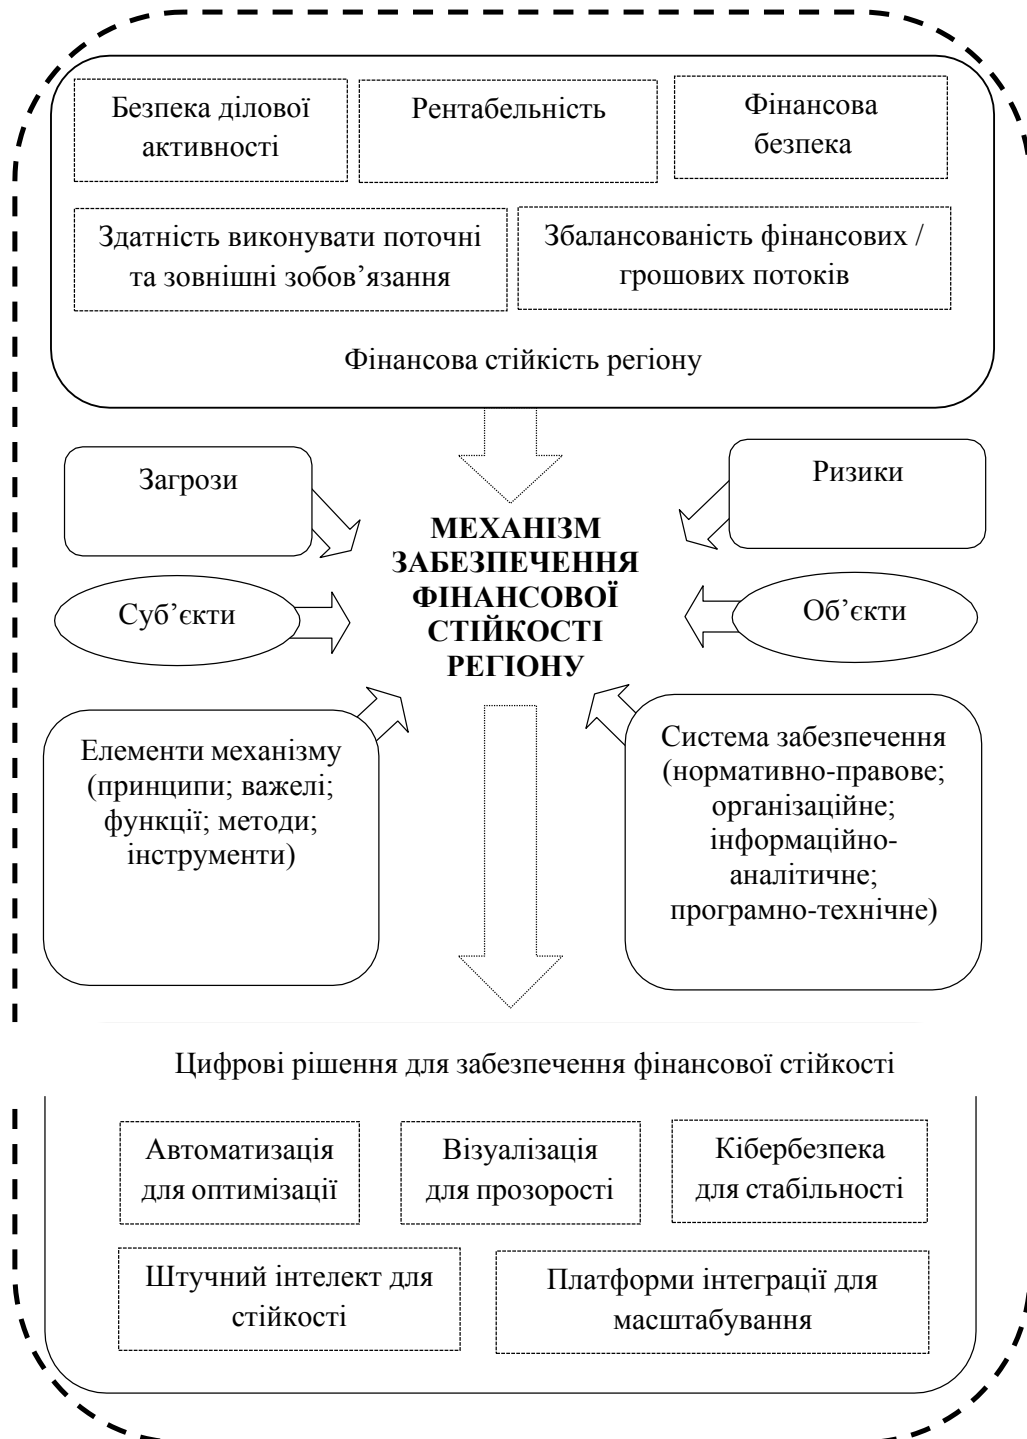 Безпека ділової
активності
Рентабельність
Фінансова
безпека
Здатність виконувати поточні
та зовнішні зобов’язання
Збалансованість фінансових /
грошових потоків
Фінансова стійкість регіону
Загрози
Ризики
МЕХАНІЗМ
ЗАБЕЗПЕЧЕННЯ
ФІНАНСОВОЇ
СТІЙКОСТІ
РЕГІОНУ
Суб’єкти
Об’єкти
Елементи механізму
(принципи; важелі;
функції; методи;
інструменти)
Система забезпечення
(нормативно-правове;
організаційне;
інформаційно-
аналітичне;
програмно-технічне)
Цифрові рішення для забезпечення фінансової стійкості
Автоматизація
для оптимізації
Візуалізація
для прозорості
Кібербезпека
для стабільності
Штучний інтелект для
стійкості
Платформи інтеграції для
масштабування